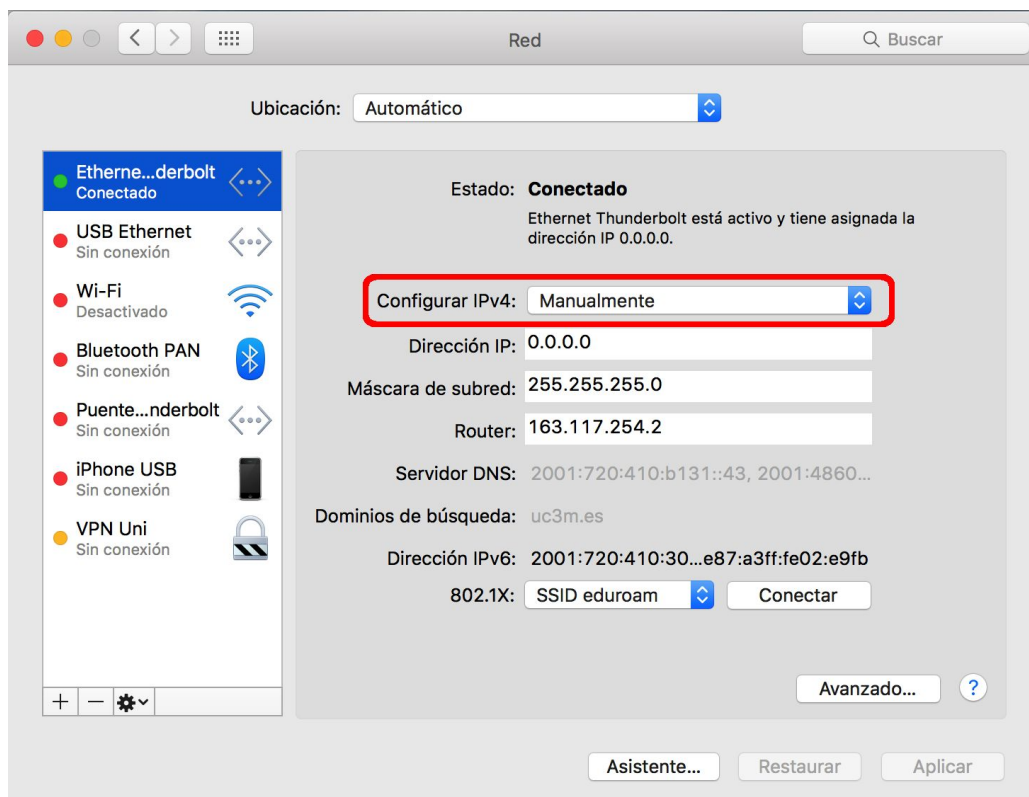 Red
Buscar
Ubicación: Automático
Etherne...derbolt
Conectado
USB Ethernet
Sin conexión
Wi-Fi
Desactivado
Bluetooth PAN
Sin conexión
Puente...nderbolt
Sin conexión
iPhone USB
Sin conexión
VPN Uni
Sin conexión
Estado: Conectado
Ethernet Thunderbolt está activo y tiene asignada la
dirección IP 0.0.0.0.
Configurar IPv4: Manualmente
Dirección IP: 0.0.0.0
Máscara de subred: 255.255.255.0
Router: 163.117.254.2
Servidor DNS: 2001:720:410:b131::43, 2001:4860...
Dominios de búsqueda: uc3m.es
Dirección IPv6: 2001:720:410:30...e87:a3ff:fe02:e9fb
802.1X: SSID eduroam Conectar
Avanzado... ?
Asistente... Restaurar Aplicar